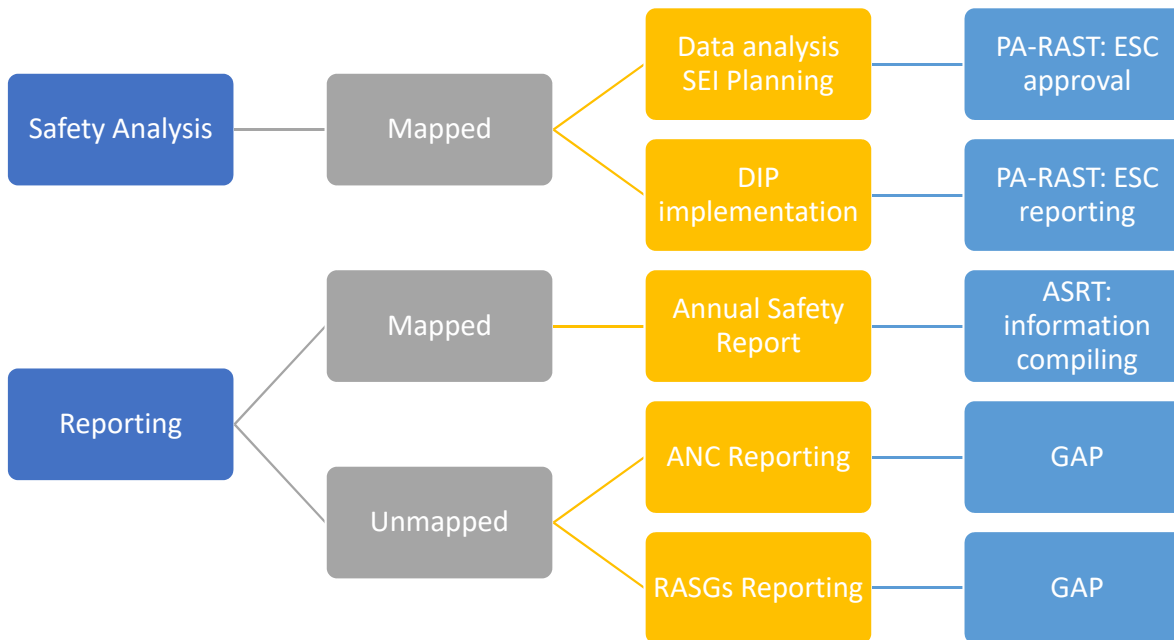 Safety Analysis
Mapped
Data analysis
SEI Planning
PA-RAST: ESC
approval
DIP
implementation
PA-RAST: ESC
reporting
Reporting
Mapped
Annual Safety
Report
ASRT:
information
compiling
Unmapped
ANC Reporting
GAP
RASGs Reporting
GAP